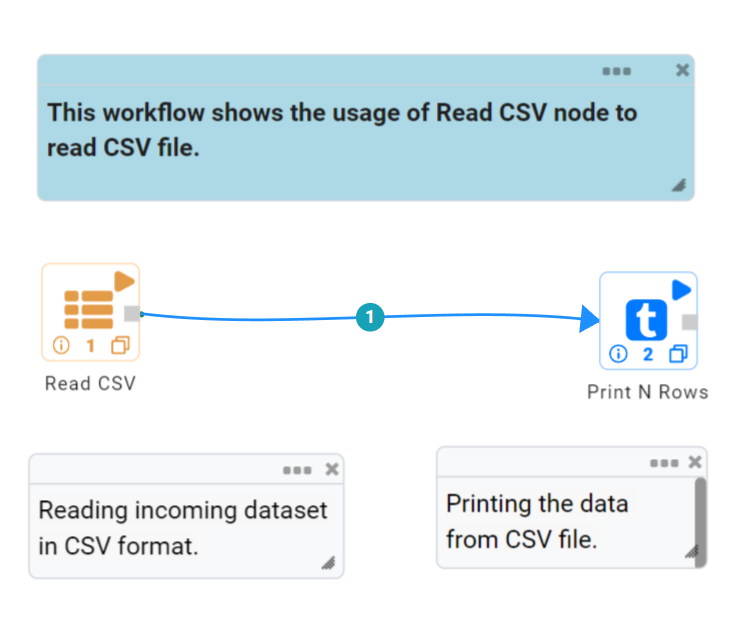 This workflow shows the usage of Read CSV node to
read CSV file.
1
1
2
Read CSV
Print N Rows
Reading incoming dataset
in CSV format.
Printing the data
from CSV file.